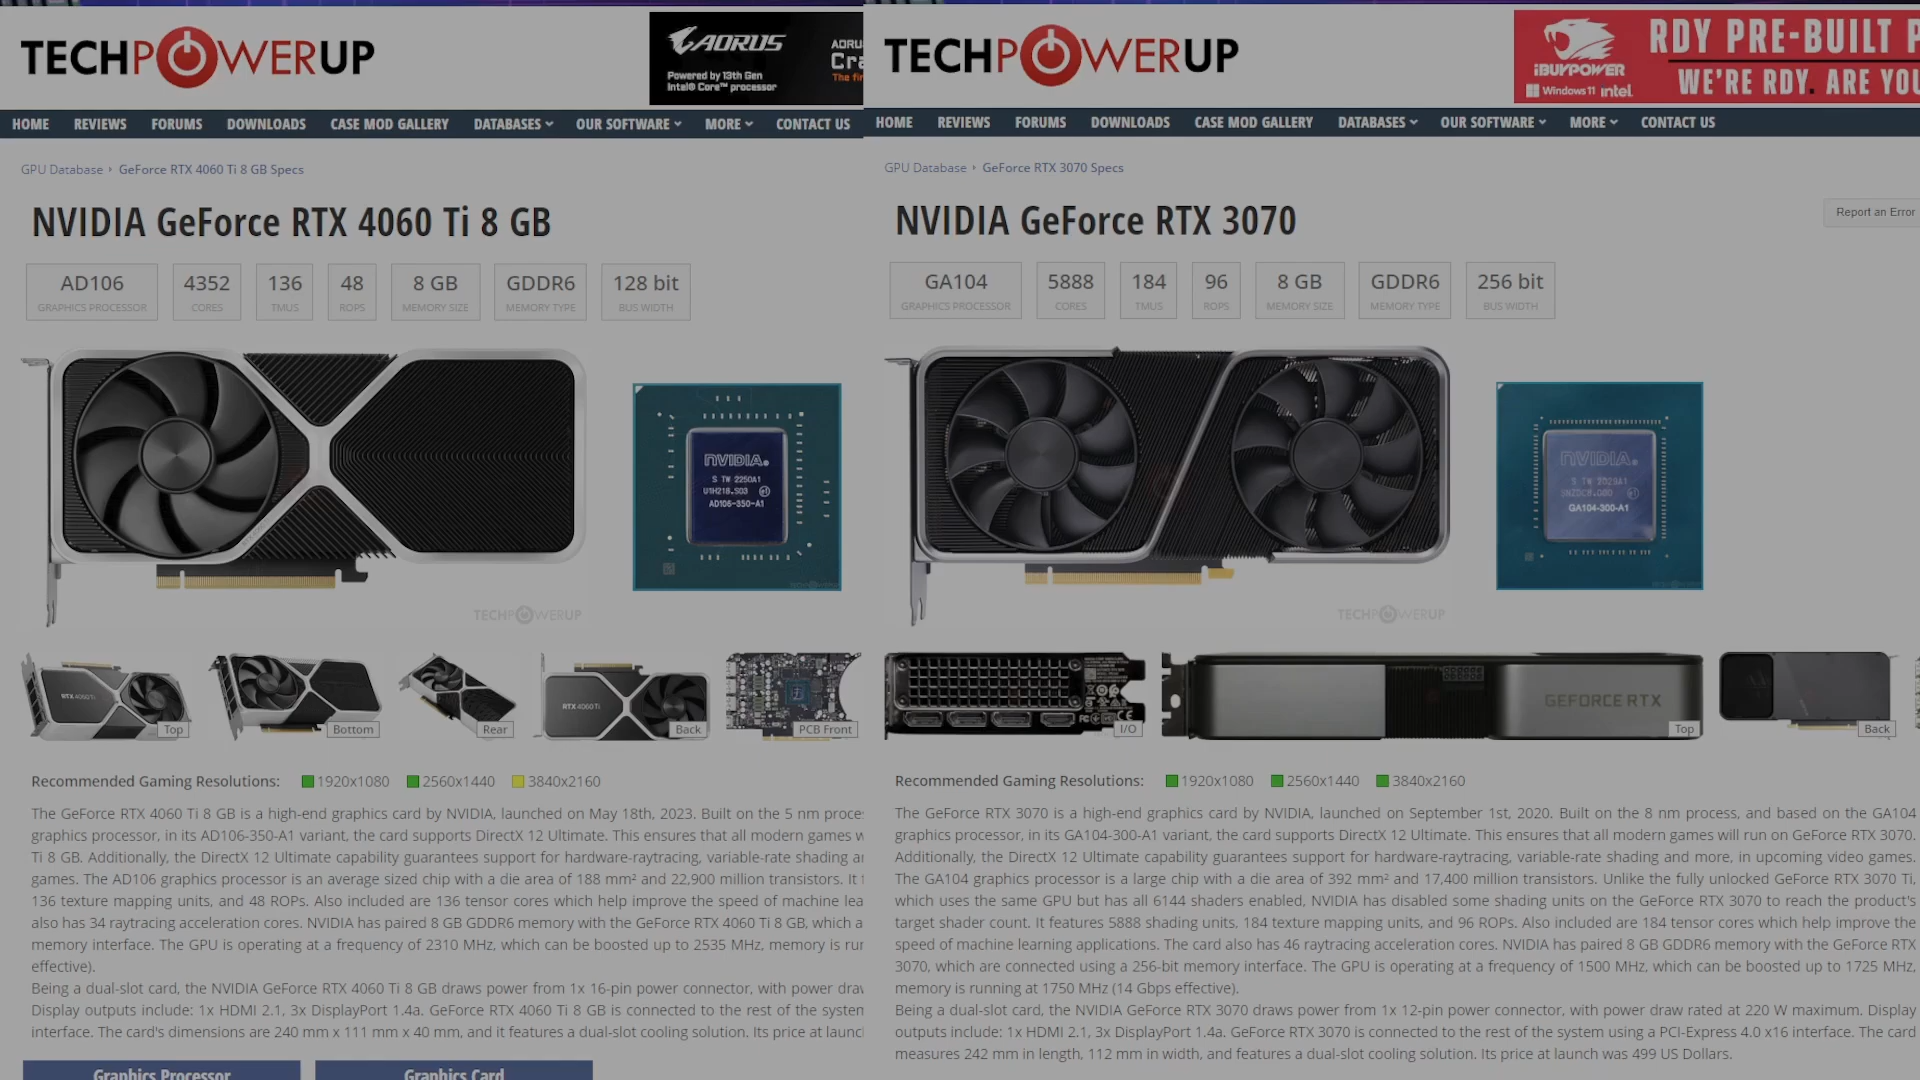 TECHPOWERUP
AORUS
Powered by 13th Gen
Intel® Core™ processor
AORU
Cra
The fir
HOME REVIEWS FORUMS DOWNLOADS CASE MOD GALLERY DATABASES OUR SOFTWARE MORE CONTACT US
GPU Database › GeForce RTX 4060 Ti 8 GB Specs
NVIDIA GeForce RTX 4060 Ti 8 GB
AD106 4352 136 48 8 GB GDDR6 128 bit
GRAPHICS PROCESSOR CORES TMUS ROPS MEMORY SIZE MEMORY TYPE BUS WIDTH
NVIDIA®
S TW 2250A1
U1H218.S03 e1
AD106-350-A1
TECHPOWERUP
RTX 4060Ti
Top
Bottom
Rear
RTX 4060Ti
Back
PCB Front
Recommended Gaming Resolutions: 1920x1080 2560x1440 3840x2160
The GeForce RTX 4060 Ti 8 GB is a high-end graphics card by NVIDIA, launched on May 18th, 2023. Built on the 5 nm proce
graphics processor, in its AD106-350-A1 variant, the card supports DirectX 12 Ultimate. This ensures that all modern games w
Ti 8 GB. Additionally, the DirectX 12 Ultimate capability guarantees support for hardware-raytracing, variable-rate shading ar
games. The AD106 graphics processor is an average sized chip with a die area of 188 mm² and 22,900 million transistors. It f
136 texture mapping units, and 48 ROPs. Also included are 136 tensor cores which help improve the speed of machine lea
also has 34 raytracing acceleration cores. NVIDIA has paired 8 GB GDDR6 memory with the GeForce RTX 4060 Ti 8 GB, which a
memory interface. The GPU is operating at a frequency of 2310 MHz, which can be boosted up to 2535 MHz, memory is rur
effective).
Being a dual-slot card, the NVIDIA GeForce RTX 4060 Ti 8 GB draws power from 1x 16-pin power connector, with power drav
Display outputs include: 1x HDMI 2.1, 3x DisplayPort 1.4a. GeForce RTX 4060 Ti 8 GB is connected to the rest of the system
interface. The card's dimensions are 240 mm x 111 mm x 40 mm, and it features a dual-slot cooling solution. Its price at launc
Graphics Processor Graphics Card
TECHPOWERUP
iBUYPOWER
Windows 11 intel.
RDY PRE-BUILT P
WE'RE RDY. ARE YOU
HOME REVIEWS FORUMS DOWNLOADS CASE MOD GALLERY DATABASES OUR SOFTWARE MORE CONTACT US
GPU Database › GeForce RTX 3070 Specs
NVIDIA GeForce RTX 3070
Report an Error
GA104 5888 184 96 8 GB GDDR6 256 bit
GRAPHICS PROCESSOR CORES TMUS ROPS MEMORY SIZE MEMORY TYPE BUS WIDTH
NVIDIA®
S TW 2029A1
GA104-300-A1
TECHPOWERUP
I/O
GEFORCE RTX
Top
Back
Recommended Gaming Resolutions: 1920x1080 2560x1440 3840x2160
The GeForce RTX 3070 is a high-end graphics card by NVIDIA, launched on September 1st, 2020. Built on the 8 nm process, and based on the GA104
graphics processor, in its GA104-300-A1 variant, the card supports DirectX 12 Ultimate. This ensures that all modern games will run on GeForce RTX 3070.
Additionally, the DirectX 12 Ultimate capability guarantees support for hardware-raytracing, variable-rate shading and more, in upcoming video games.
The GA104 graphics processor is a large chip with a die area of 392 mm² and 17,400 million transistors. Unlike the fully unlocked GeForce RTX 3070 Ti,
which uses the same GPU but has all 6144 shaders enabled, NVIDIA has disabled some shading units on the GeForce RTX 3070 to reach the product's
target shader count. It features 5888 shading units, 184 texture mapping units, and 96 ROPs. Also included are 184 tensor cores which help improve the
speed of machine learning applications. The card also has 46 raytracing acceleration cores. NVIDIA has paired 8 GB GDDR6 memory with the GeForce RTX
3070, which are connected using a 256-bit memory interface. The GPU is operating at a frequency of 1500 MHz, which can be boosted up to 1725 MHz,
memory is running at 1750 MHz (14 Gbps effective).
Being a dual-slot card, the NVIDIA GeForce RTX 3070 draws power from 1x 12-pin power connector, with power draw rated at 220 W maximum. Display
outputs include: 1x HDMI 2.1, 3x DisplayPort 1.4a. GeForce RTX 3070 is connected to the rest of the system using a PCI-Express 4.0 x16 interface. The card
measures 242 mm in length, 112 mm in width, and features a dual-slot cooling solution. Its price at launch was 499 US Dollars.